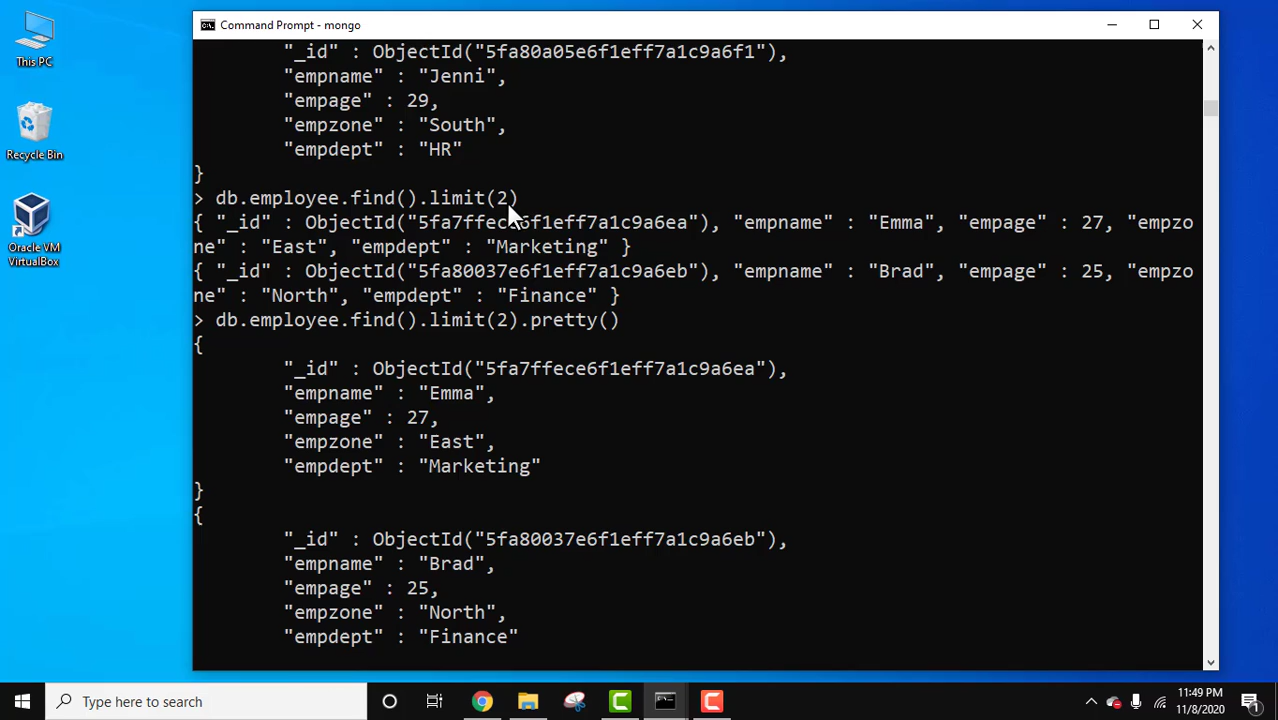 This PC
Recycle Bin
Oracle VM
VirtualBox
Command Prompt - mongo
"_id" : ObjectId("5fa80a05e6f1eff7a1c9a6f1"),
"empname" : "Jenni",
"empage" : 29,
"empzone" : "South",
"empdept" : "HR"
}
> db.employee.find().limit(2)
{ "_id" : ObjectId("5fa7ffece6f1eff7a1c9a6ea"), "empname" : "Emma", "empage" : 27, "empzo
ne" : "East", "empdept" : "Marketing" }
{ "_id" : ObjectId("5fa80037e6f1eff7a1c9a6eb"), "empname" : "Brad", "empage" : 25, "empzo
ne" : "North", "empdept" : "Finance" }
> db.employee.find().limit(2).pretty()
{
"_id" : ObjectId("5fa7ffece6f1eff7a1c9a6ea"),
"empname" : "Emma",
"empage" : 27,
"empzone" : "East",
"empdept" : "Marketing"
}
{
"_id" : ObjectId("5fa80037e6f1eff7a1c9a6eb"),
"empname" : "Brad",
"empage" : 25,
"empzone" : "North",
"empdept" : "Finance"
Type here to search
11:49 PM
11/8/2020
1